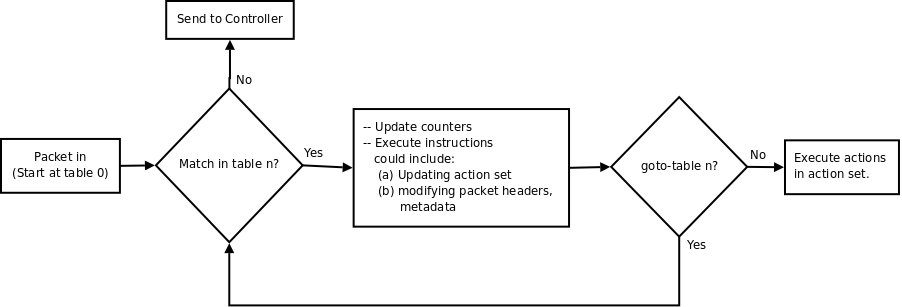 Send to Controller
No
Packet in
(Start at table 0)
Match in table n?
Yes
-- Update counters
-- Execute instructions
could include:
(a) Updating action set
(b) modifying packet headers,
metadata
goto-table n?
No
Execute actions
in action set.
Yes